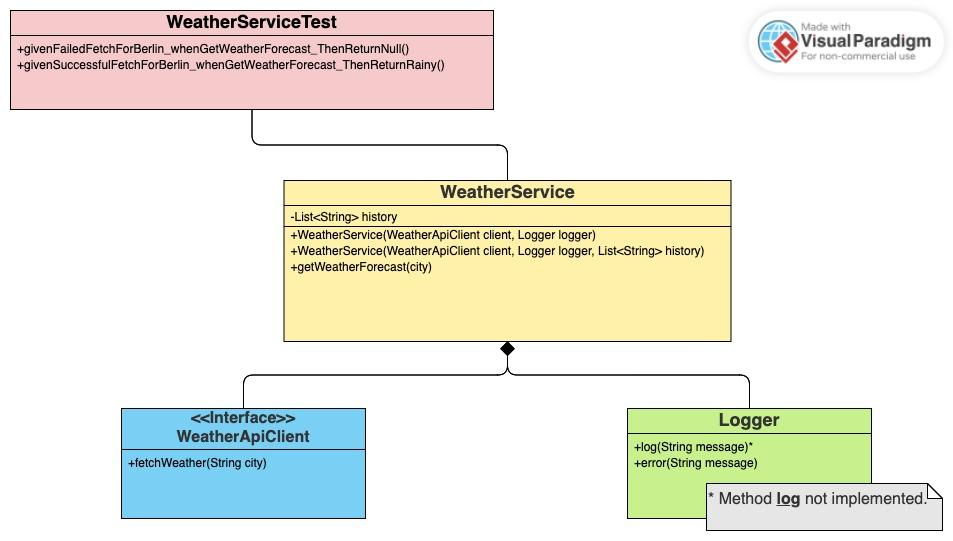 WeatherServiceTest
+givenFailedFetchForBerlin_whenGetWeatherForecast_ThenReturnNull()
+givenSuccessfulFetchForBerlin_whenGetWeatherForecast_ThenReturnRainy()
Made with
VisualParadigm
For non-commercial use
WeatherService
-List<String> history
+WeatherService(WeatherApiClient client, Logger logger)
+WeatherService(WeatherApiClient client, Logger logger, List<String> history)
+getWeatherForecast(city)
<<Interface>>
WeatherApiClient
+fetchWeather(String city)
Logger
+log(String message)*
+error(String message)
* Method log not implemented.